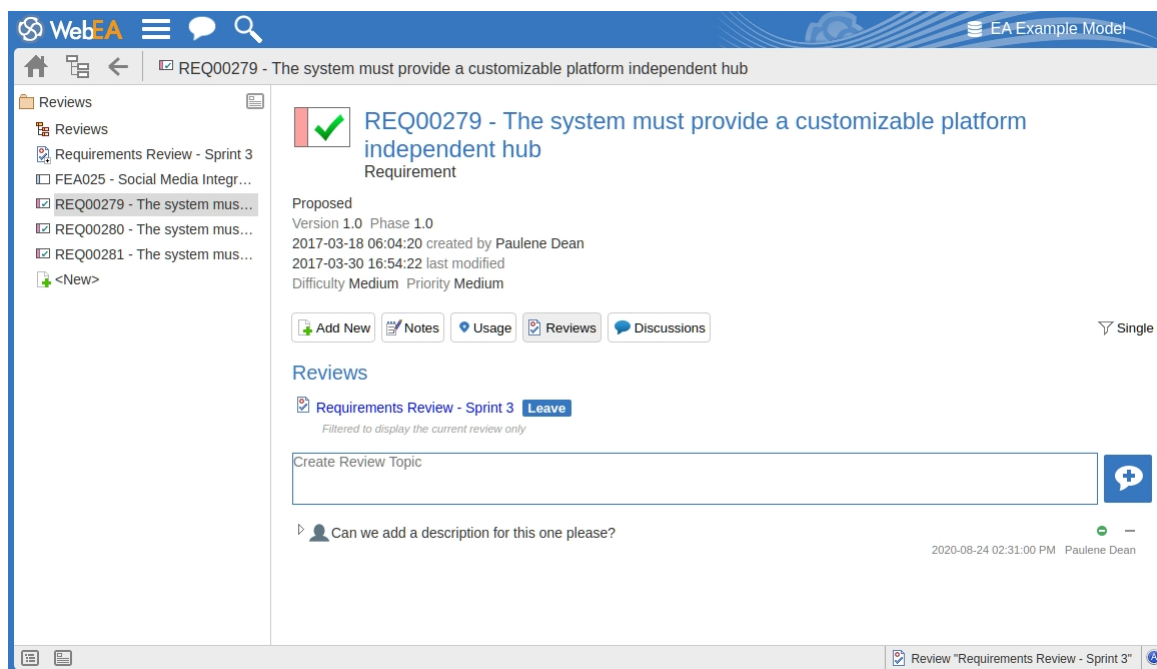 WebEA
EA Example Model
REQ00279 - The system must provide a customizable platform independent hub
Reviews
Reviews
Requirements Review - Sprint 3
FEA025 - Social Media Integr…
REQ00279 - The system mus…
REQ00280 - The system mus…
REQ00281 - The system mus…
<New>
REQ00279 - The system must provide a customizable platform
independent hub
Requirement
Proposed
Version 1.0 Phase 1.0
2017-03-18 06:04:20 created by Paulene Dean
2017-03-30 16:54:22 last modified
Difficulty Medium Priority Medium
Add New Notes Usage Reviews Discussions Single
Reviews
Requirements Review - Sprint 3 Leave
Filtered to display the current review only
Create Review Topic
Can we add a description for this one please?
2020-08-24 02:31:00 PM Paulene Dean
Review "Requirements Review - Sprint 3"